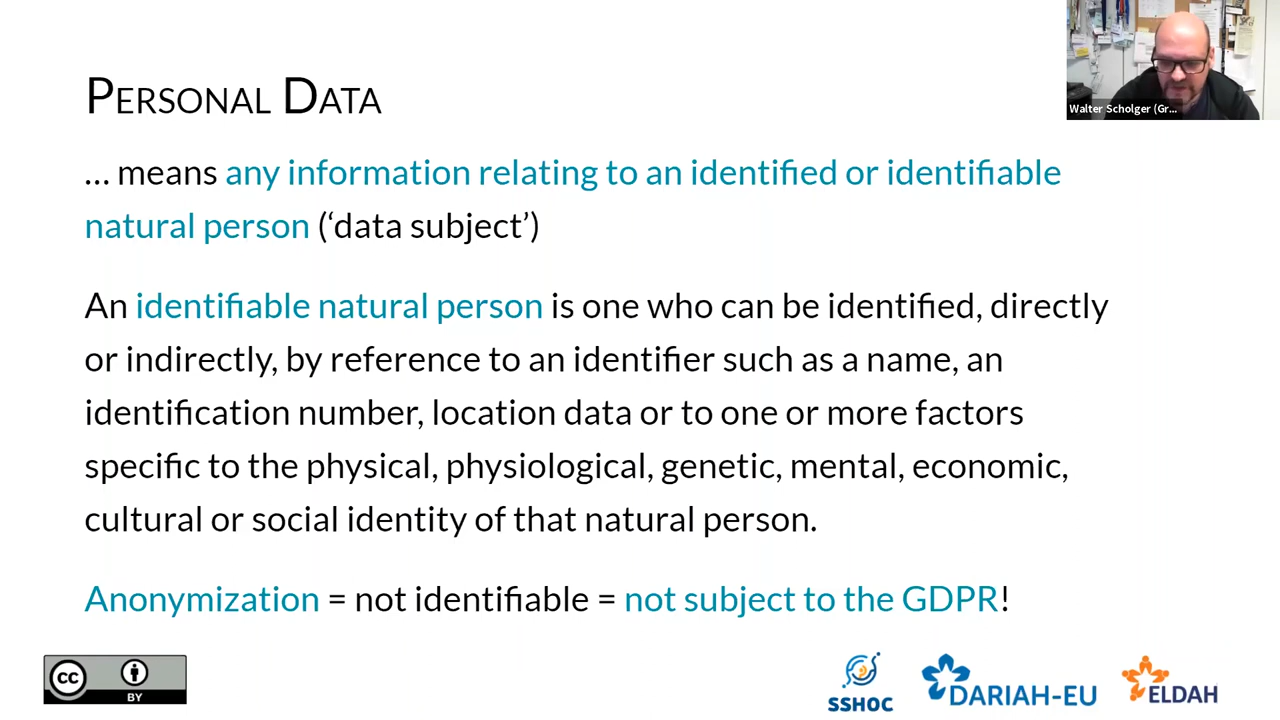 PERSONAL DATA
Walter Scholger (Gr...
... means any information relating to an identified or identifiable
natural person (‘data subject’)
An identifiable natural person is one who can be identified, directly
or indirectly, by reference to an identifier such as a name, an
identification number, location data or to one or more factors
specific to the physical, physiological, genetic, mental, economic,
cultural or social identity of that natural person.
Anonymization = not identifiable = not subject to the GDPR!
cc
BY
SSHOC
DARIAH-EU
ELDAH